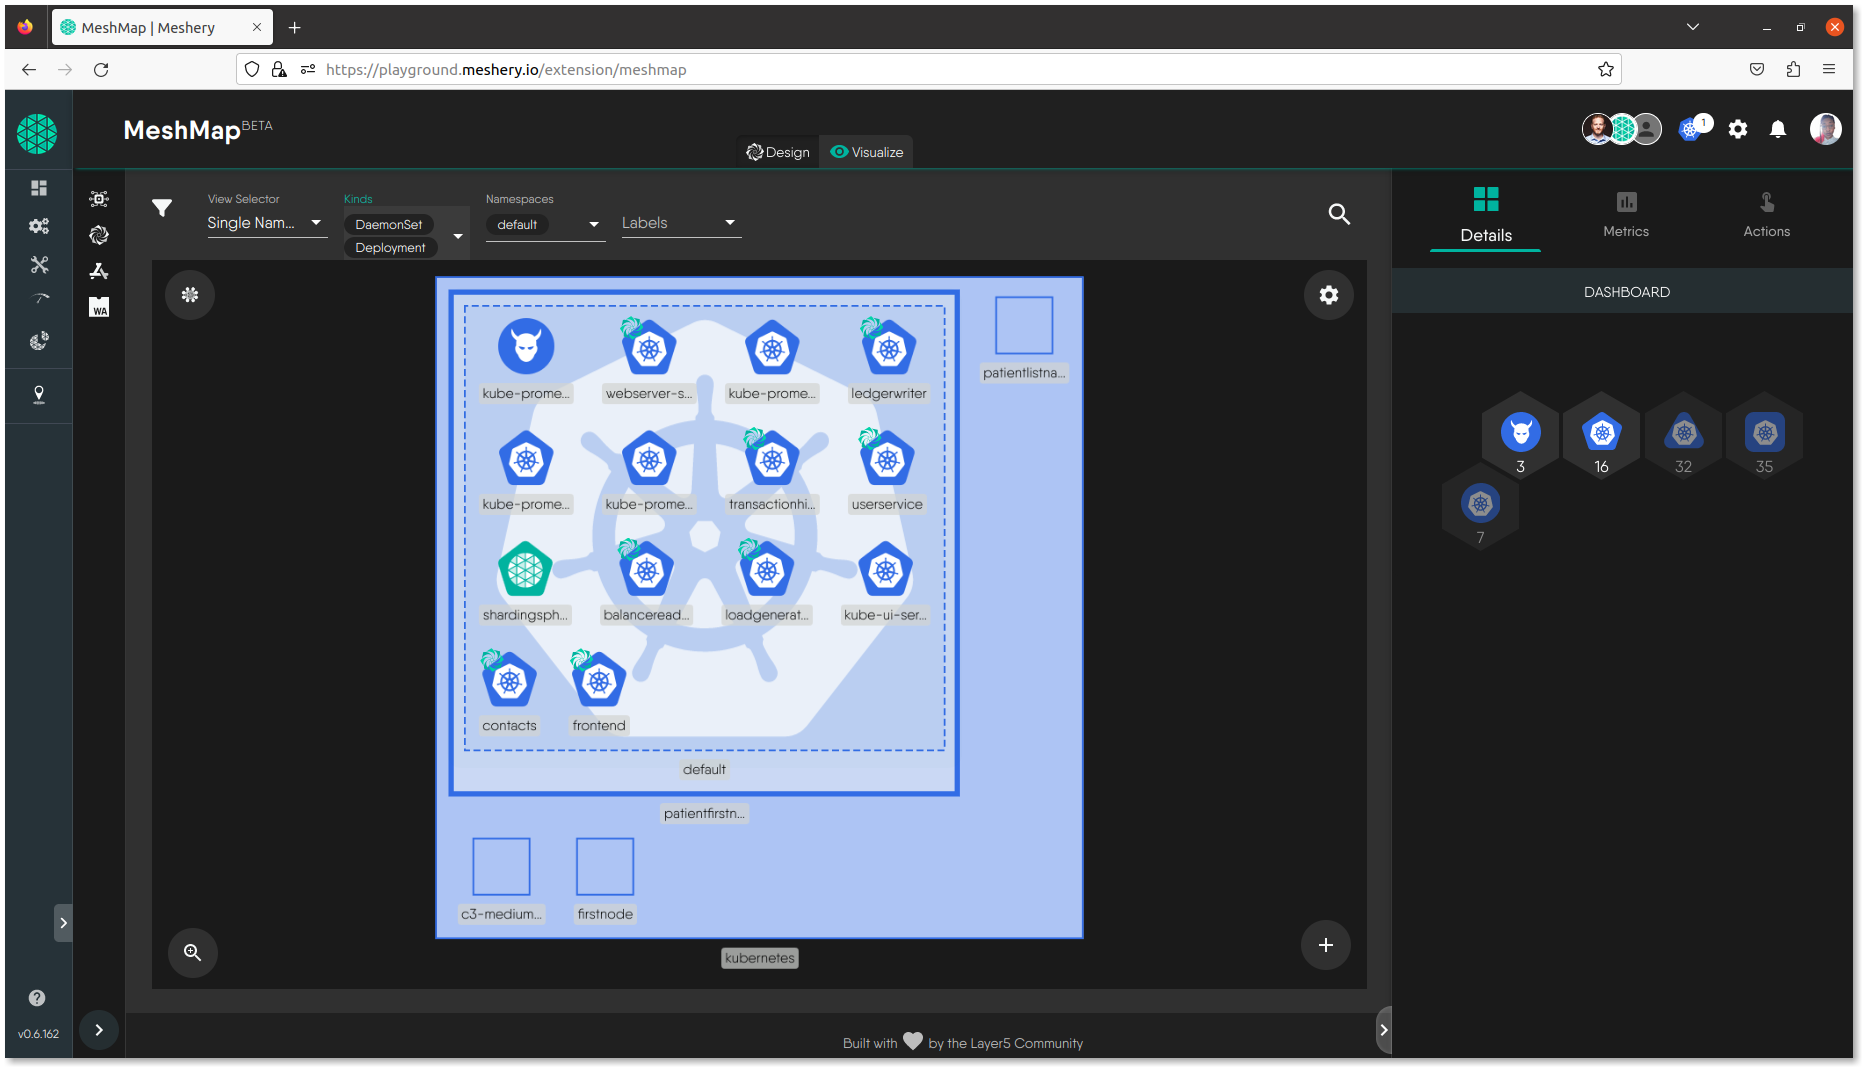 MeshMap | Meshery
https://playground.meshery.io/extension/meshmap
MeshMap BETA
Design
Visualize
1
View Selector
Single Nam...
Kinds
DaemonSet
Deployment
Namespaces
default
Labels
Details
Metrics
Actions
DASHBOARD
WA
kube-prome...
webserver-s...
kube-prome...
ledgerwriter
patientlistna...
kube-prome...
kube-prome...
transactionhi...
userservice
shardingsph...
balanceread...
loadgenerat...
kube-ui-ser...
contacts
frontend
default
patientfirstn...
c3-medium...
firstnode
kubernetes
3
16
32
35
7
v0.6.162
Built with
by the Layer5 Community